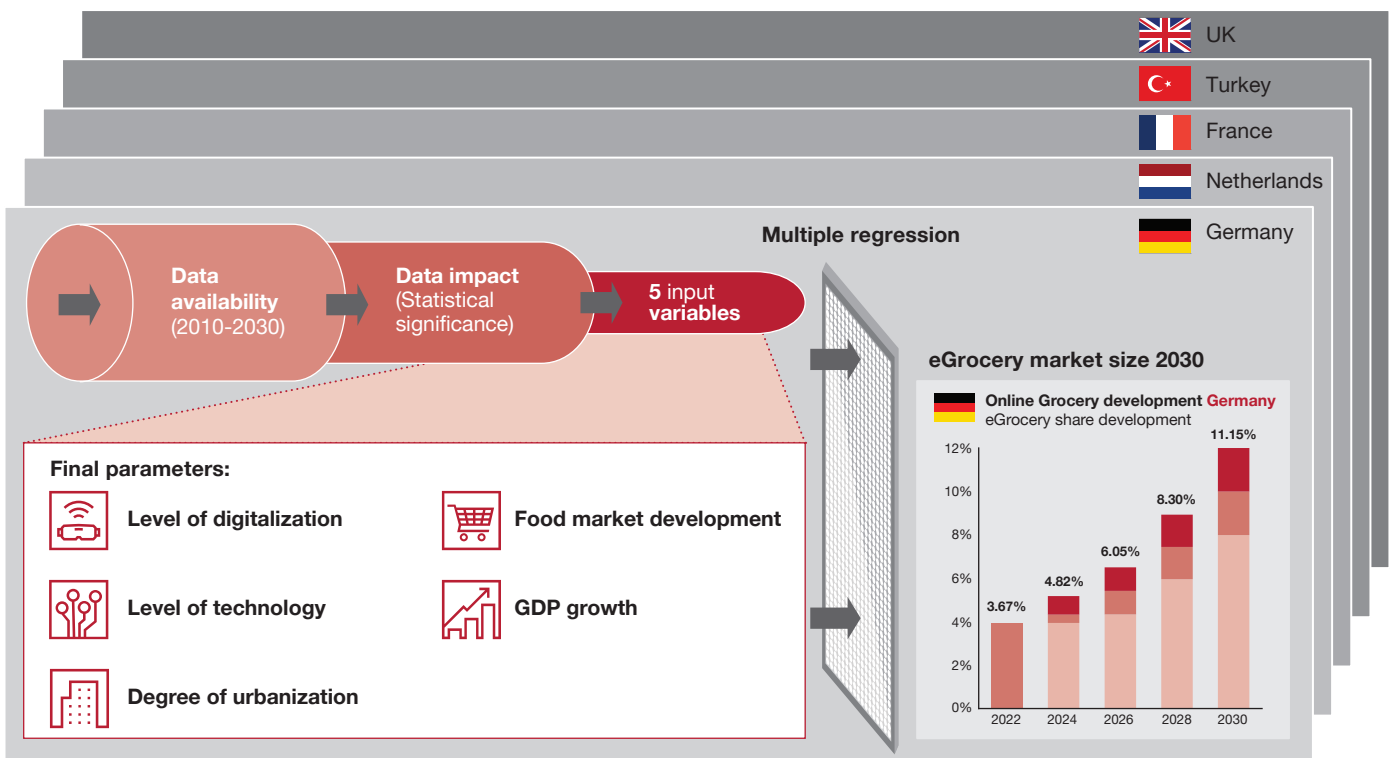 UK
Turkey
France
Netherlands
Germany
Data
availability
(2010-2030)
Data impact
(Statistical
significance)
5 input
variables
Multiple regression
Final parameters:
Level of digitalization
Food market development
Level of technology
GDP growth
Degree of urbanization
eGrocery market size 2030
Online Grocery development Germany
eGrocery share development
12%
10%
8%
6%
4%
2%
0%
3.67%
4.82%
6.05%
8.30%
11.15%
2022
2024
2026
2028
2030